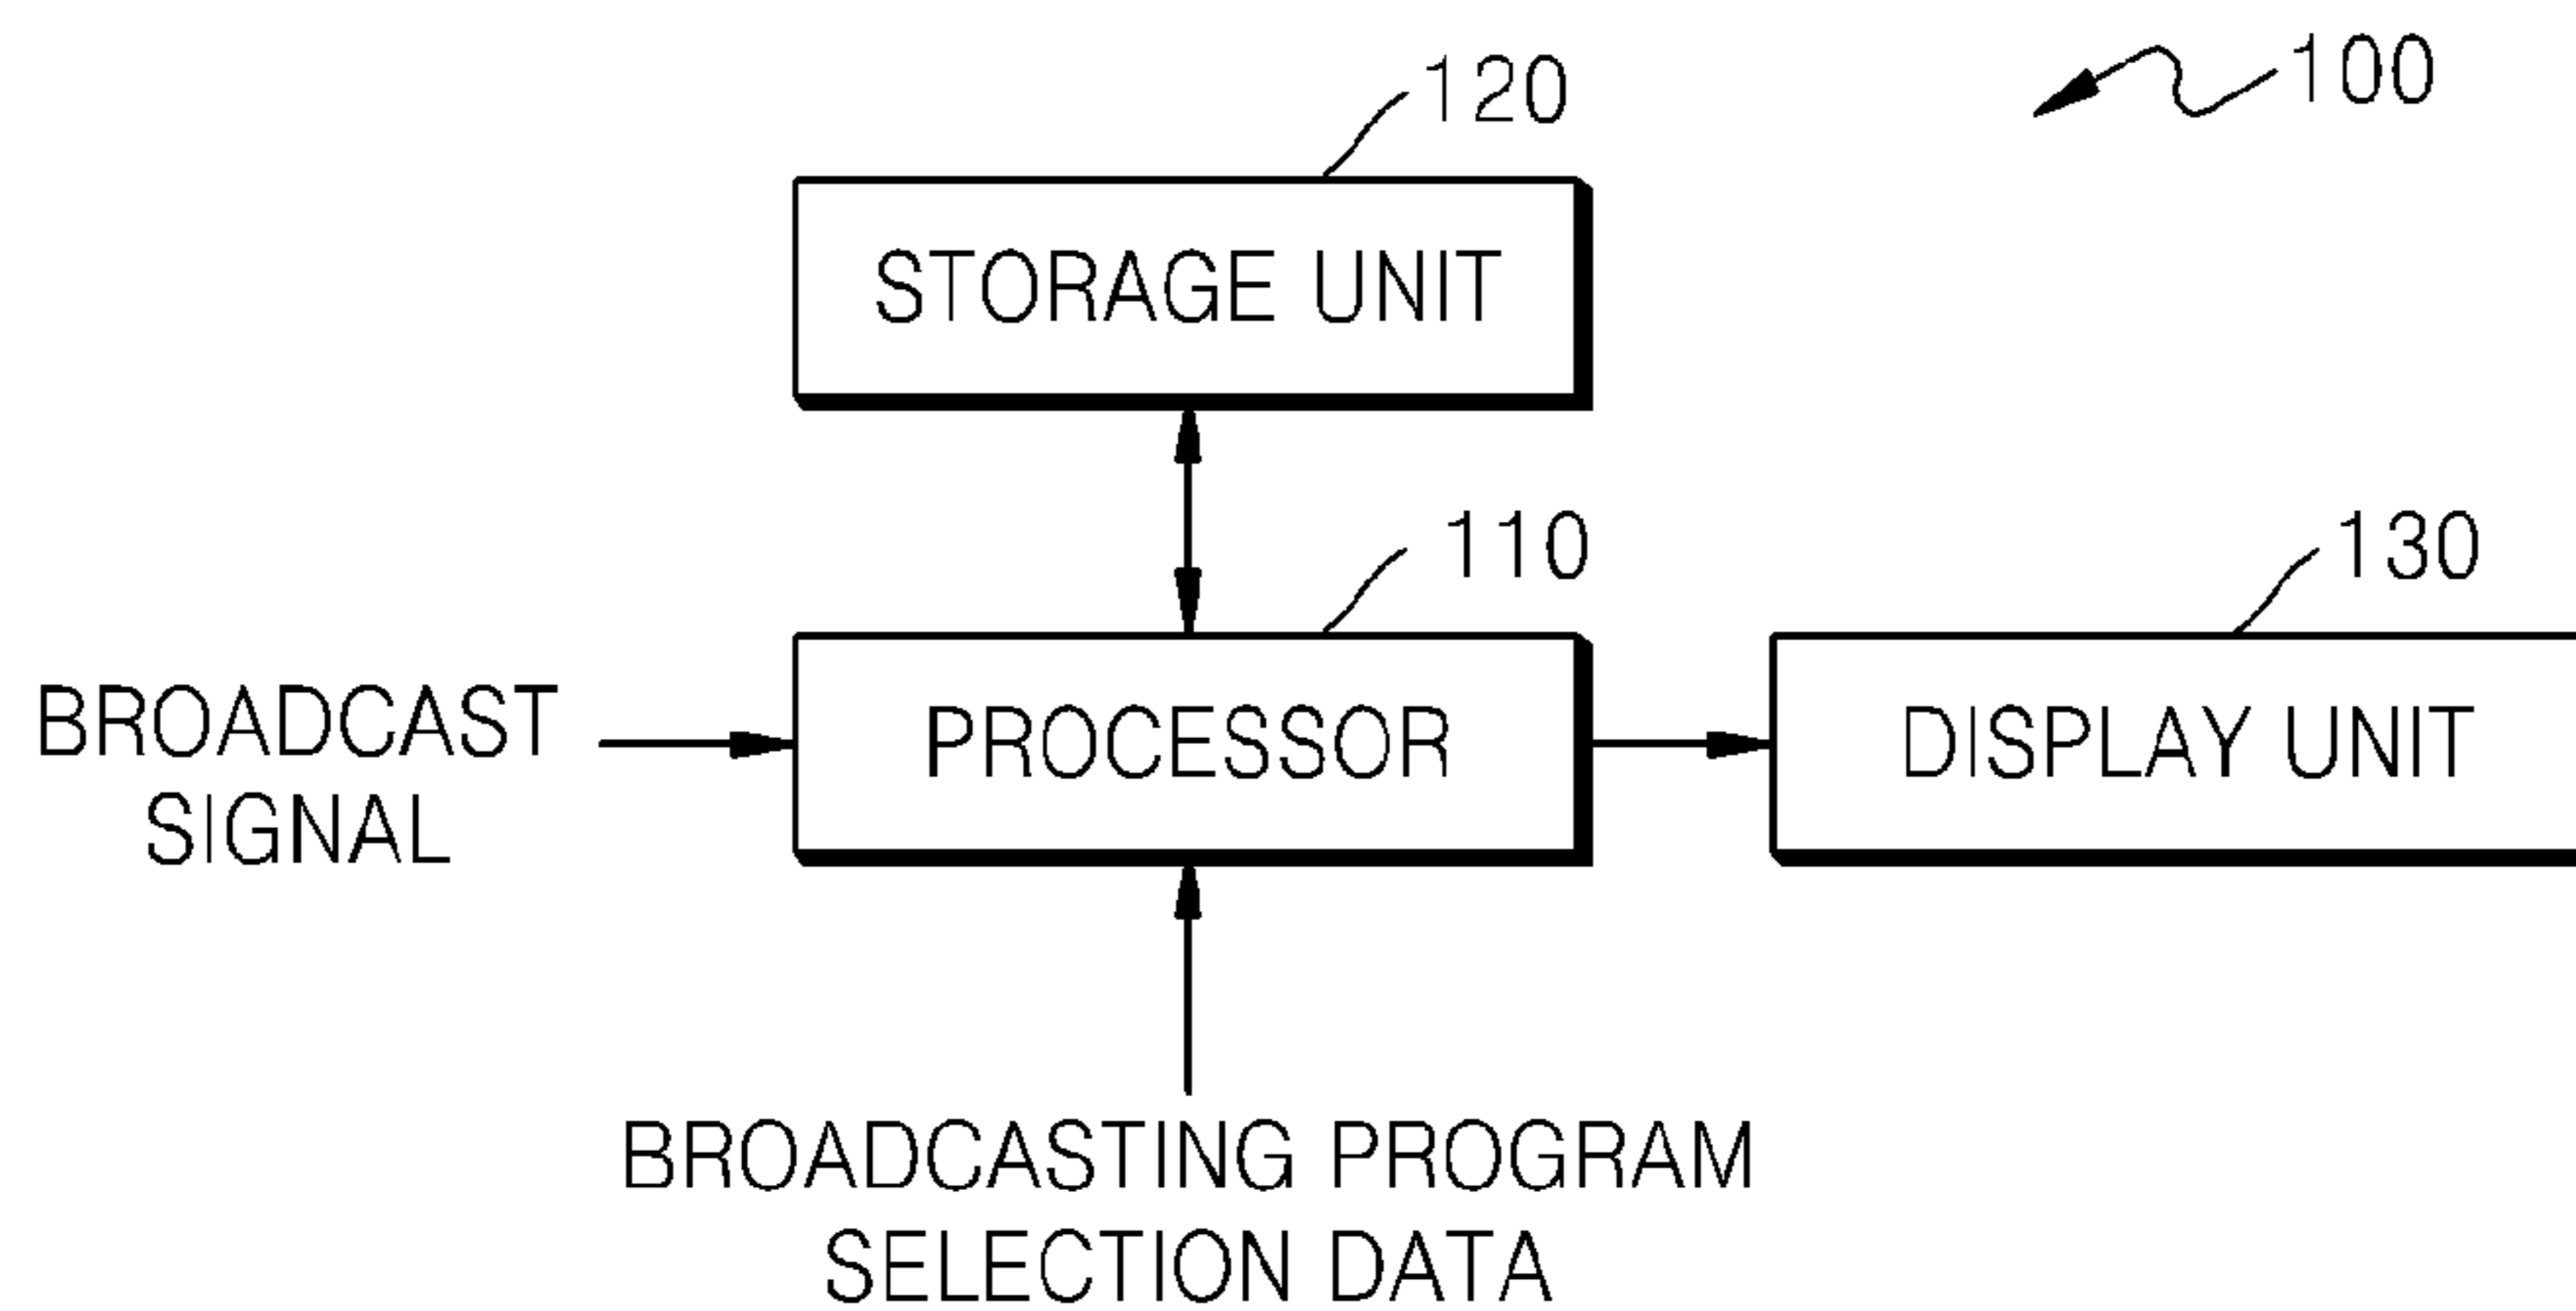 120
100
STORAGE UNIT
110
130
BROADCAST
SIGNAL
PROCESSOR
DISPLAY UNIT
BROADCASTING PROGRAM
SELECTION DATA